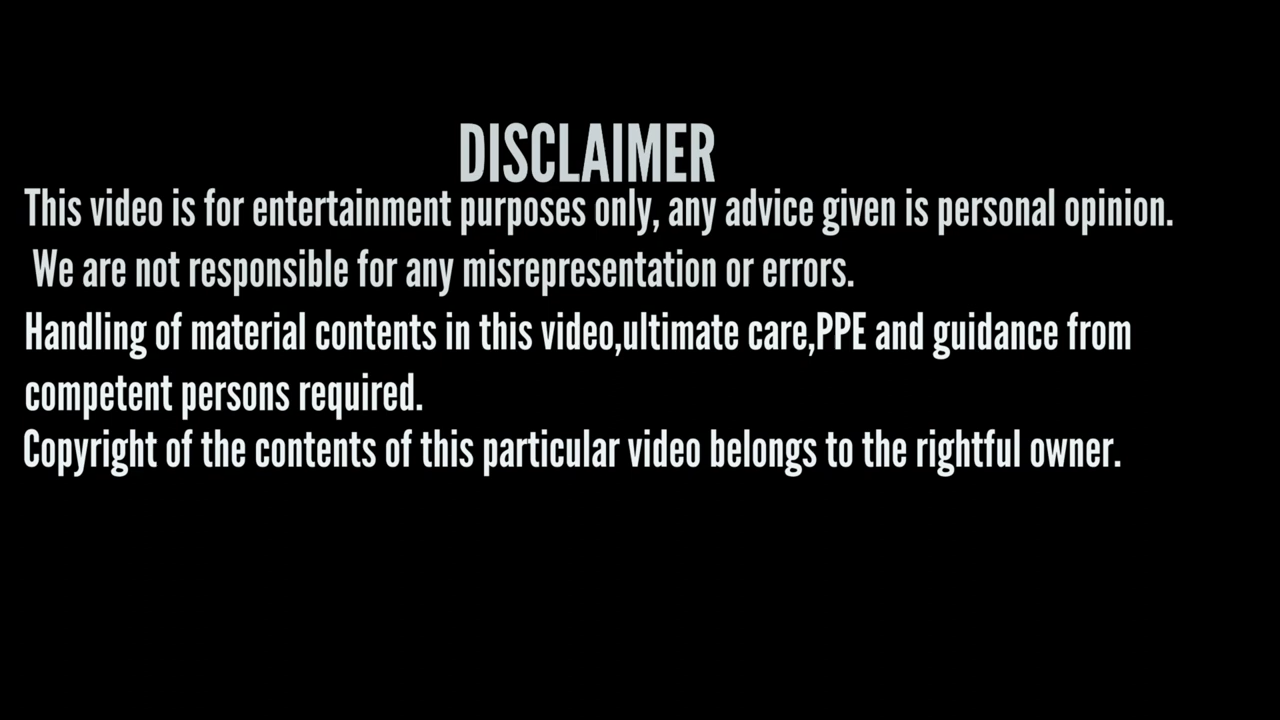 DISCLAIMER
This video is for entertainment purposes only, any advice given is personal opinion.
We are not responsible for any misrepresentation or errors.
Handling of material contents in this video,ultimate care,PPE and guidance from
competent persons required.
Copyright of the contents of this particular video belongs to the rightful owner.